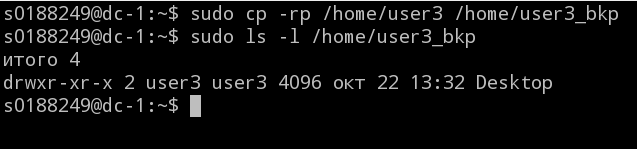 s0188249@dc-1:~$ sudo cp -rp /home/user3 /home/user3_bkp
s0188249@dc-1:~$ sudo ls -l /home/user3_bkp
итого 4
drwxr-xr-x 2 user3 user3 4096 окт 22 13:32 Desktop
s0188249@dc-1:~$